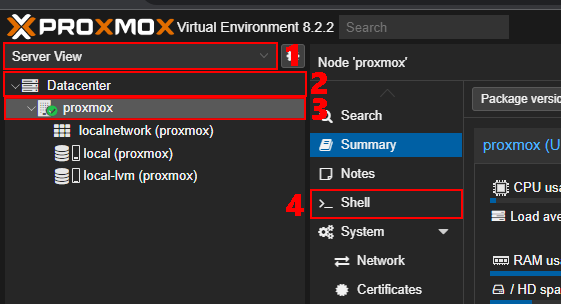 PROXMOX Virtual Environment 8.2.2 Search
Server View 1 Node 'proxmox'
Datacenter 2
proxmox 3
localnetwork (proxmox)
local (proxmox)
local-lvm (proxmox)
Search
Summary
Notes
4 Shell
System
Network
Certificates
Package versio
proxmox (U
CPU usa
Load aver
RAM usa
/ HD spa